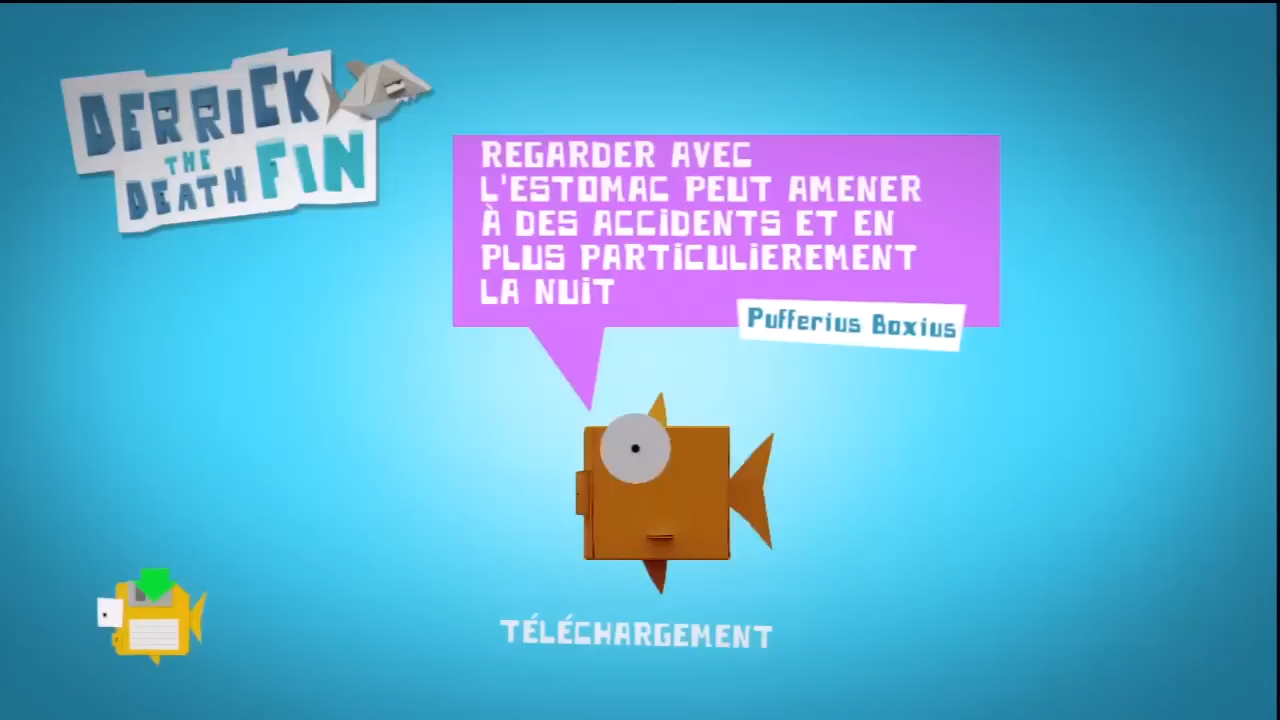 DERRICK
THE
DEATH FIN
REGARDER AVEC
L'ESTOMAC PEUT AMENER
À DES ACCIDENTS ET EN
PLUS PARTICULIEREMENT
LA NUIT
Pufferius Boxius
TÉLÉCHARGEMENT